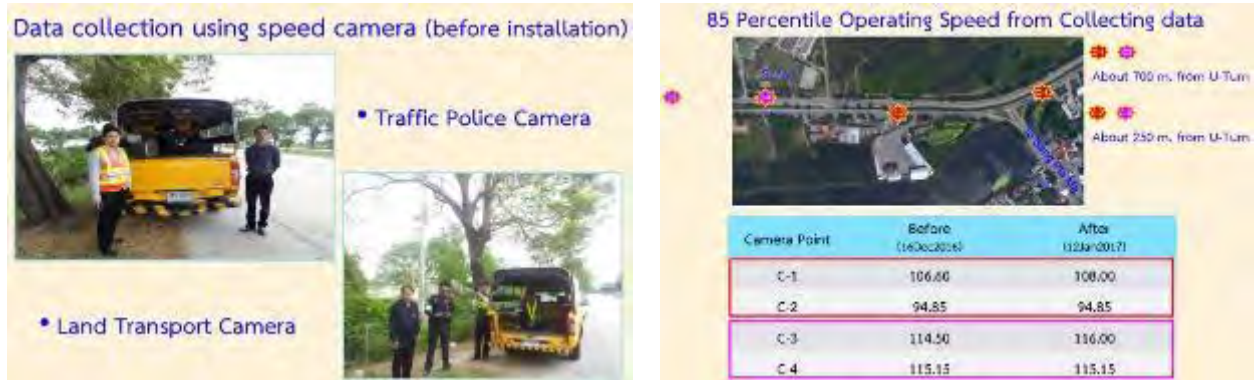 Data collection using speed camera (before installation)
• Traffic Police Camera
• Land Transport Camera
85 Percentile Operating Speed from Collecting data
About 700 m. from U-Turn
About 250 m. from U-Turn
Camera Point Before After
(16Dec2016) (12Jan2017)
C-1 106.60 108.00
C-2 94.85 94.85
C-3 114.50 116.00
C-4 115.15 115.15